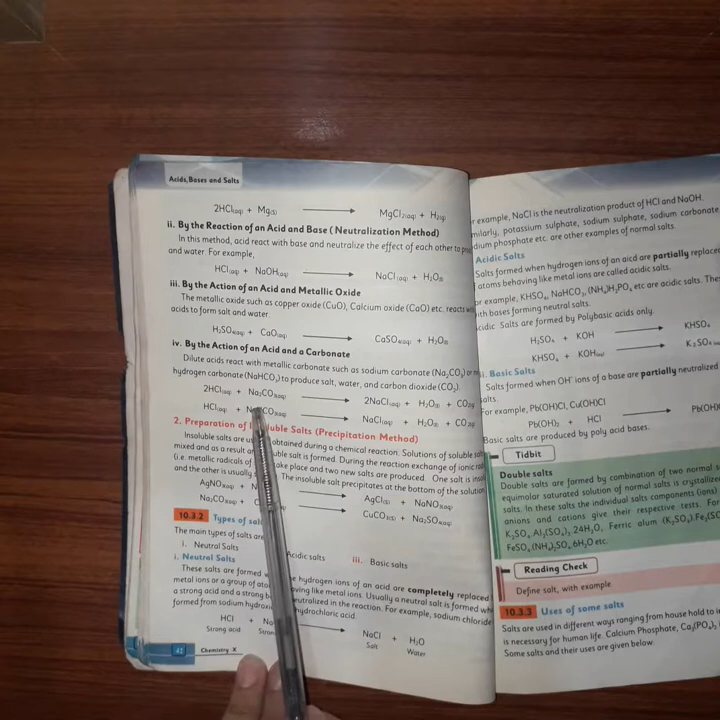 Acids, Bases and Salts
2HCl(aq) + Mg(s) ⟶ MgCl2(aq) + H2(g)
ii. By the Reaction of an Acid and Base ( Neutralization Method)
In this method, acid react with base and neutralize the effect of each other to
and water. For example,
HCl(aq) + NaOH(aq) ⟶ NaCl(aq) + H2O(l)
iii. By the Action of an Acid and Metallic Oxide
The metallic oxide such as copper oxide (CuO), Calcium oxide (CaO) etc. reacts
acids to form salt and water.
H2SO4(aq) + CaO(aq) ⟶ CaSO4(aq) + H2O(l)
iv. By the Action of an Acid and a Carbonate
Dilute acids react with metallic carbonate such as sodium carbonate (Na2CO3) or
hydrogen carbonate (NaHCO3) to produce salt, water, and carbon dioxide (CO2).
2HCl(aq) + Na2CO3(aq) ⟶ 2NaCl(aq) + H2O(l) + CO2(g)
HCl(aq) + CO3(aq) ⟶ NaCl(aq) + H2O(l) + CO2(g)
2. Preparation of Salts (Precipitation Method)
Insoluble salts are obtained during a chemical reaction. Solutions of soluble
mixed and as a result an soluble salt is formed. During the reaction exchange of ionic
(i.e. metallic radicals of take place and two new salts are produced. One salt is
and the other is usually The insoluble salt precipitates at the bottom of the solution
AgNO3(aq) + ⟶ AgCl(s) + NaNO3(aq)
Na2CO3(aq) + ⟶ CuCO3(s) + Na2SO4(aq)
10.3.2 Types of
The main types of salts are
i. Neutral Salts Acidic salts iii. Basic salts
i. Neutral Salts
These salts are formed hydrogen ions of an acid are completely replaced
metal ions or a group of having like metal ions. Usually a neutral salt is formed
a strong acid and a strong neutralized in the reaction. For example, sodium chloride
formed from sodium hydrochloric acid.
HCl + ⟶ NaCl + H2O
Strong acid Salt Water
42 Chemistry X
example, NaCl is the neutralization product of HCl and NaOH.
potassium sulphate, sodium sulphate, sodium carbonate,
phosphate etc. are other examples of normal salts.
Acidic Salts
Salts formed when hydrogen ions of an aid are partially replaced
atoms behaving like metal ions are called acidic salts.
example, KHSO4, NaHCO3, (NH4)H2PO4 etc are acidic salts.
with bases forming neutral salts.
Acidic Salts are formed by Polybasic acids only.
H2SO4 + KOH ⟶ KHSO4
KHSO4 + KOH ⟶ K2SO4
Basic Salts
Salts formed when OH⁻ ions of a base are partially neutralized
salts.
For example, Pb(OH)Cl, Cu(OH)Cl
Pb(OH)2 + HCl ⟶
Basic salts are produced by poly acid bases.
Tidbit
Double salts
Double salts are formed by combination of two normal
equimolar saturated solution of normal salts is
salts. In these salts the individual salts components (ions)
anions and cations give their respective tests. For
K2SO4.Al2(SO4)3.24H2O, Ferric alum
FeSO4.(NH4)2SO4.6H2O etc.
Reading Check
Define salt, with example
10.3.3 Uses of some salts
Salts are used in different ways ranging from house hold to
is necessary for human life. Calcium Phosphate,
Some salts and their uses are given below: